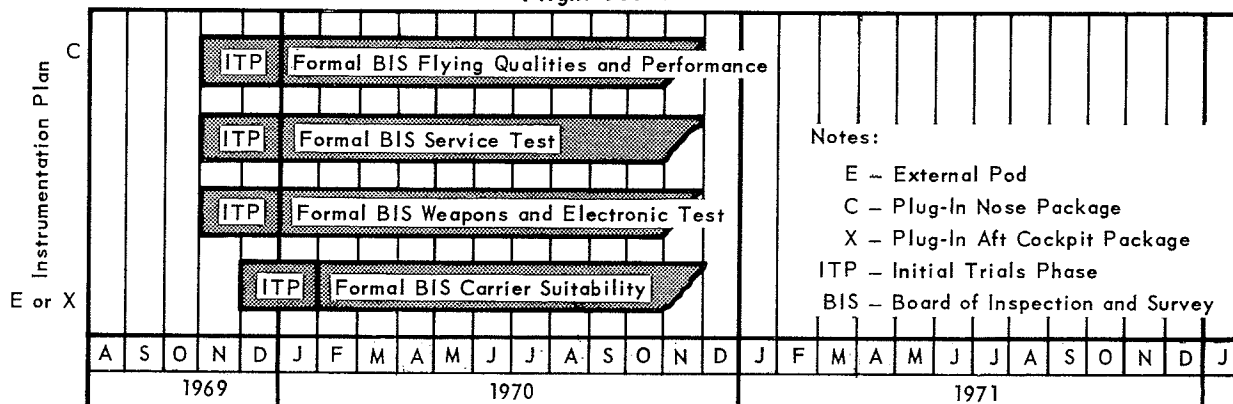 C
ITP Formal BIS Flying Qualities and Performance
ITP Formal BIS Service Test
ITP Formal BIS Weapons and Electronic Test
ITP Formal BIS Carrier Suitability
E or X
Instrumentation Plan
Notes:
E – External Pod
C – Plug-In Nose Package
X – Plug-In Aft Cockpit Package
ITP – Initial Trials Phase
BIS – Board of Inspection and Survey
A S O N D J F M A M J J A S O N D J F M A M J J A S O N D J
1969 1970 1971